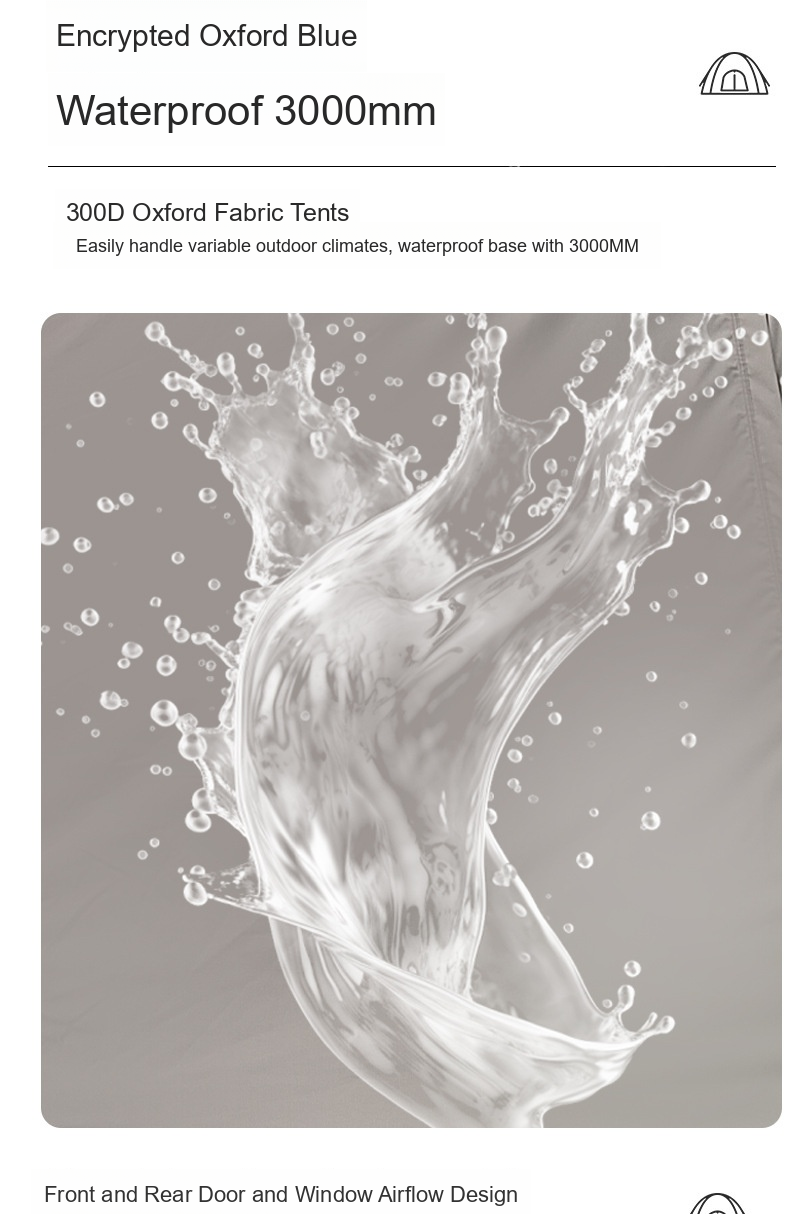 Encrypted Oxford Blue
Waterproof 3000mm
300D Oxford Fabric Tents
Easily handle variable outdoor climates, waterproof base with 3000MM
Front and Rear Door and Window Airflow Design